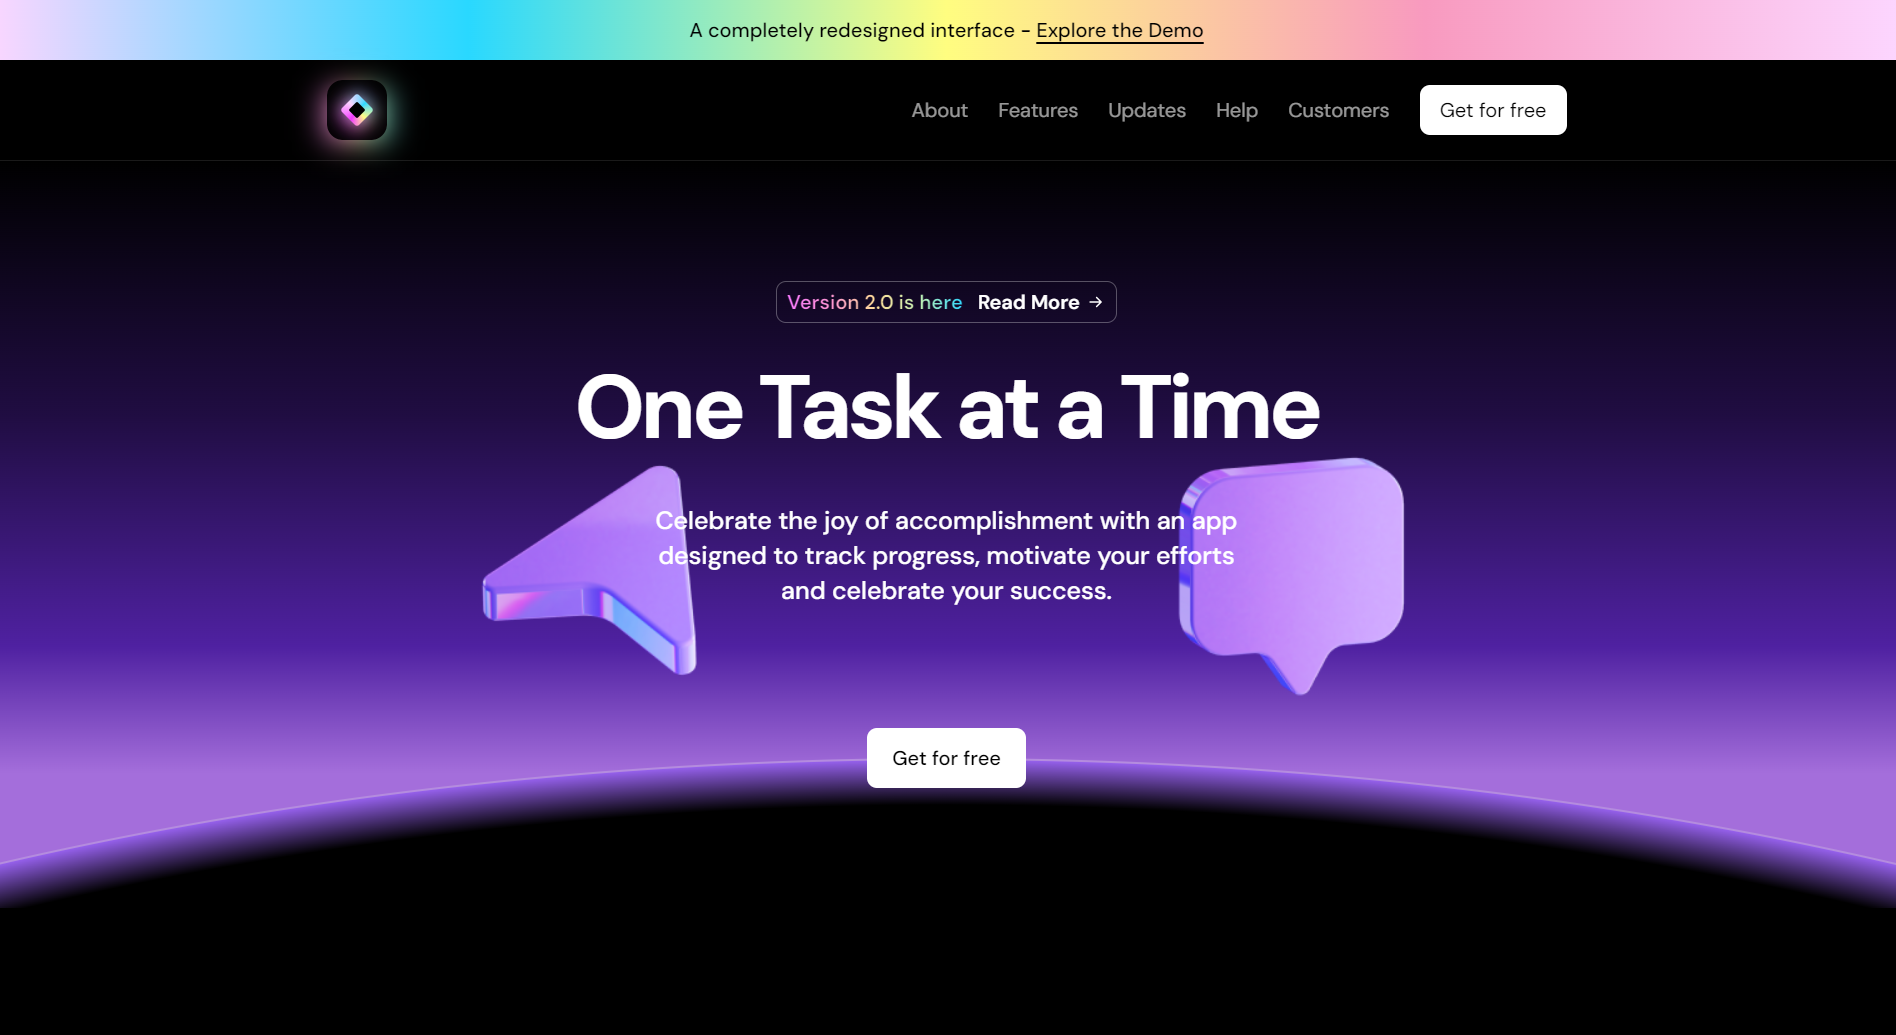 A completely redesigned interface - Explore the Demo
About Features Updates Help Customers Get for free
Version 2.0 is here Read More →
One Task at a Time
Celebrate the joy of accomplishment with an app
designed to track progress, motivate your efforts
and celebrate your success.
Get for free